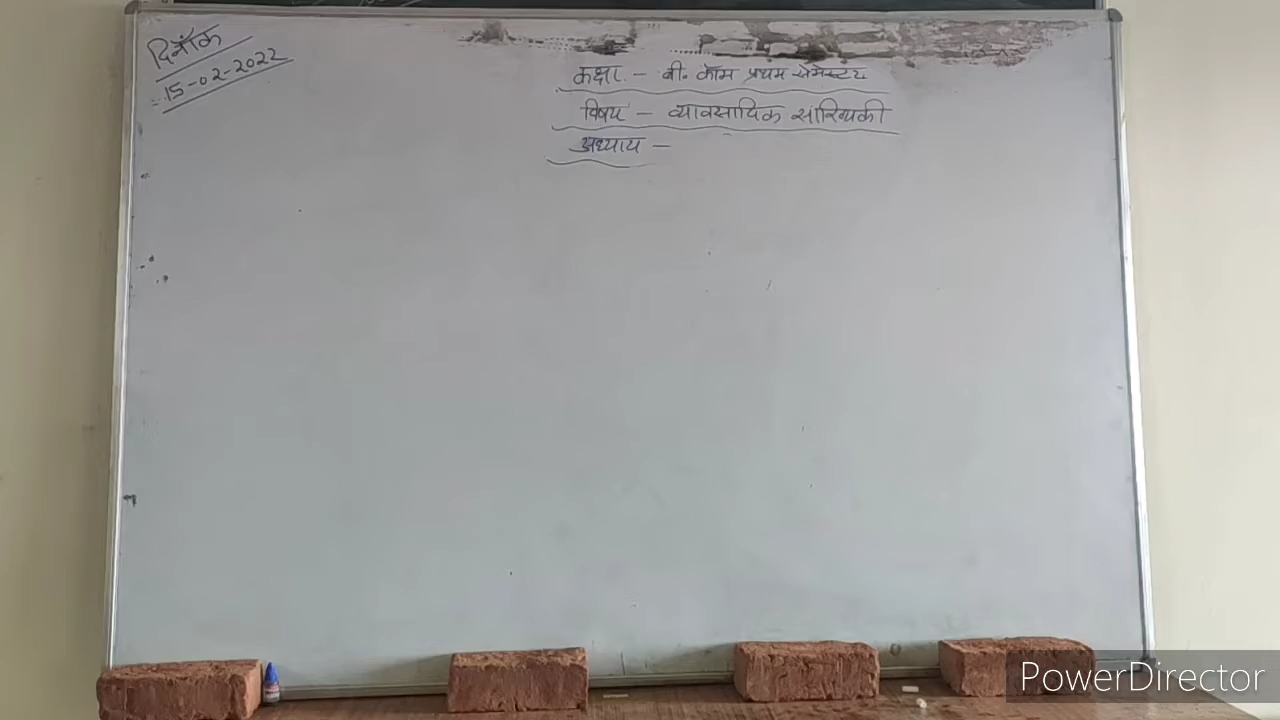 दिनाँक
15-02-2022
कक्षा - बी. कॉम प्रथम सेमेस्टर
विषय - व्यावसायिक सांख्यिकी
अध्याय -
PowerDirector